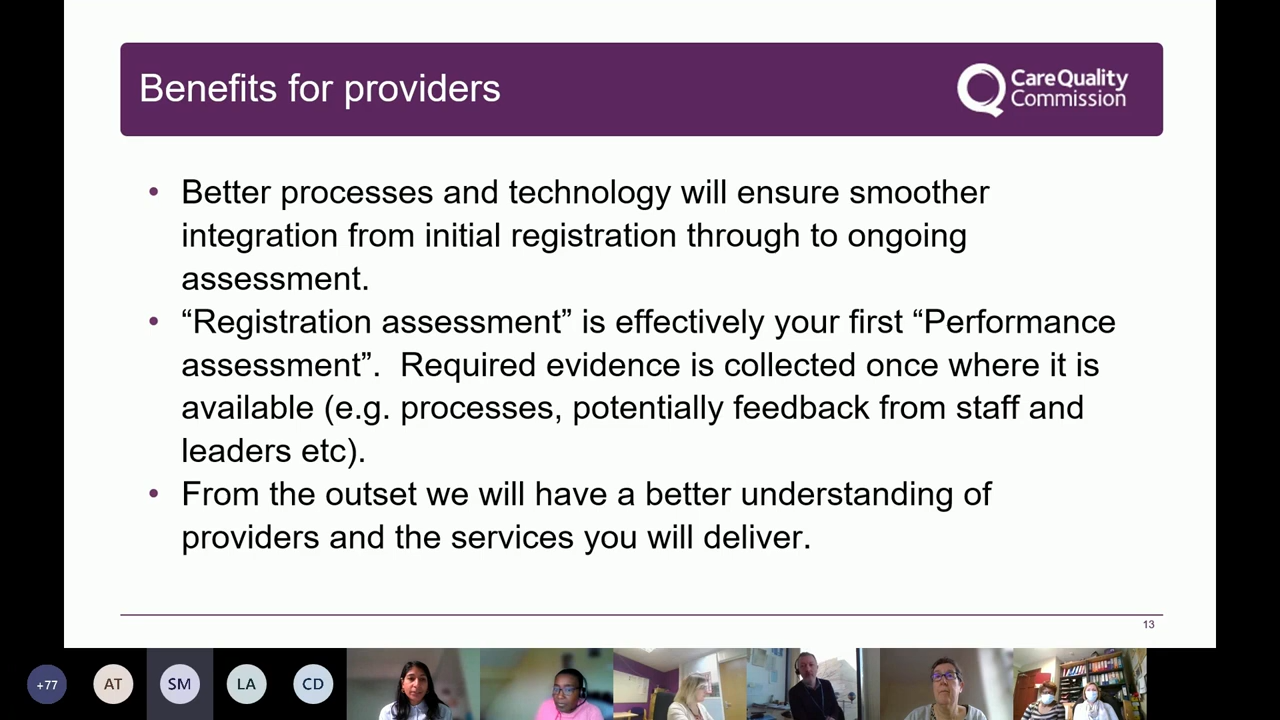 Benefits for providers
CareQuality
Commission
• Better processes and technology will ensure smoother
integration from initial registration through to ongoing
assessment.
• “Registration assessment” is effectively your first “Performance
assessment”.  Required evidence is collected once where it is
available (e.g. processes, potentially feedback from staff and
leaders etc).
• From the outset we will have a better understanding of
providers and the services you will deliver.
13
+77
AT
SM
LA
CD